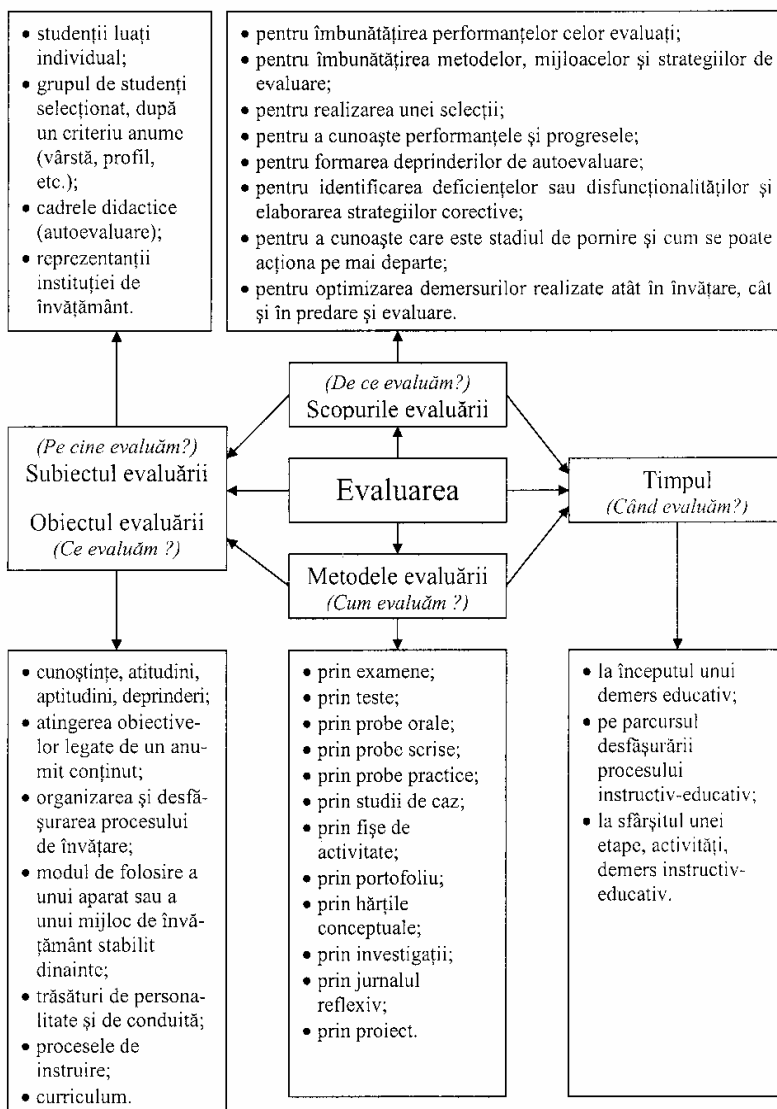 • studenții luați
individual;
• grupul de studenți
selecționat, după
un criteriu anume
(vârstă, profil,
etc.);
• cadrele didactice
(autoevaluare);
• reprezentanții
instituției de
învățământ.
• pentru îmbunătățirea performanțelor celor evaluați;
• pentru îmbunătățirea metodelor, mijloacelor și strategiilor de
evaluare;
• pentru realizarea unei selecții;
• pentru a cunoaște performanțele și progresele;
• pentru formarea deprinderilor de autoevaluare;
• pentru identificarea deficiențelor sau disfuncționalităților și
elaborarea strategiilor corective;
• pentru a cunoaște care este stadiul de pornire și cum se poate
acționa pe mai departe;
• pentru optimizarea demersurilor realizate atât în învățare, cât
și în predare și evaluare.
(De ce evaluăm?)
Scopurile evaluării
(Pe cine evaluăm?)
Subiectul evaluării
Obiectul evaluării
(Ce evaluăm ?)
Evaluarea
Timpul
(Când evaluăm?)
Metodele evaluării
(Cum evaluăm ?)
• cunoștințe, atitudini,
aptitudini, deprinderi;
• atingerea obiective-
lor legate de un anu-
mit conținut;
• organizarea și desfă-
șurarea procesului
de învățare;
• modul de folosire a
unui aparat sau a
unui mijloc de învă-
țământ stabilit
dinainte;
• trăsături de persona-
litate și de conduită;
• procesele de
instruire;
• curriculum.
• prin examene;
• prin teste;
• prin probe orale;
• prin probe scrise;
• prin probe practice;
• prin studii de caz;
• prin fișe de
activitate;
• prin portofoliu;
• prin hărțile
conceptuale;
• prin investigații;
• prin jurnalul
reflexiv;
• prin proiect.
• la începutul unui
demers educativ;
• pe parcursul
desfășurării
procesului
instructiv-educativ;
• la sfârșitul unei
etape, activități,
demers instructiv-
educativ.